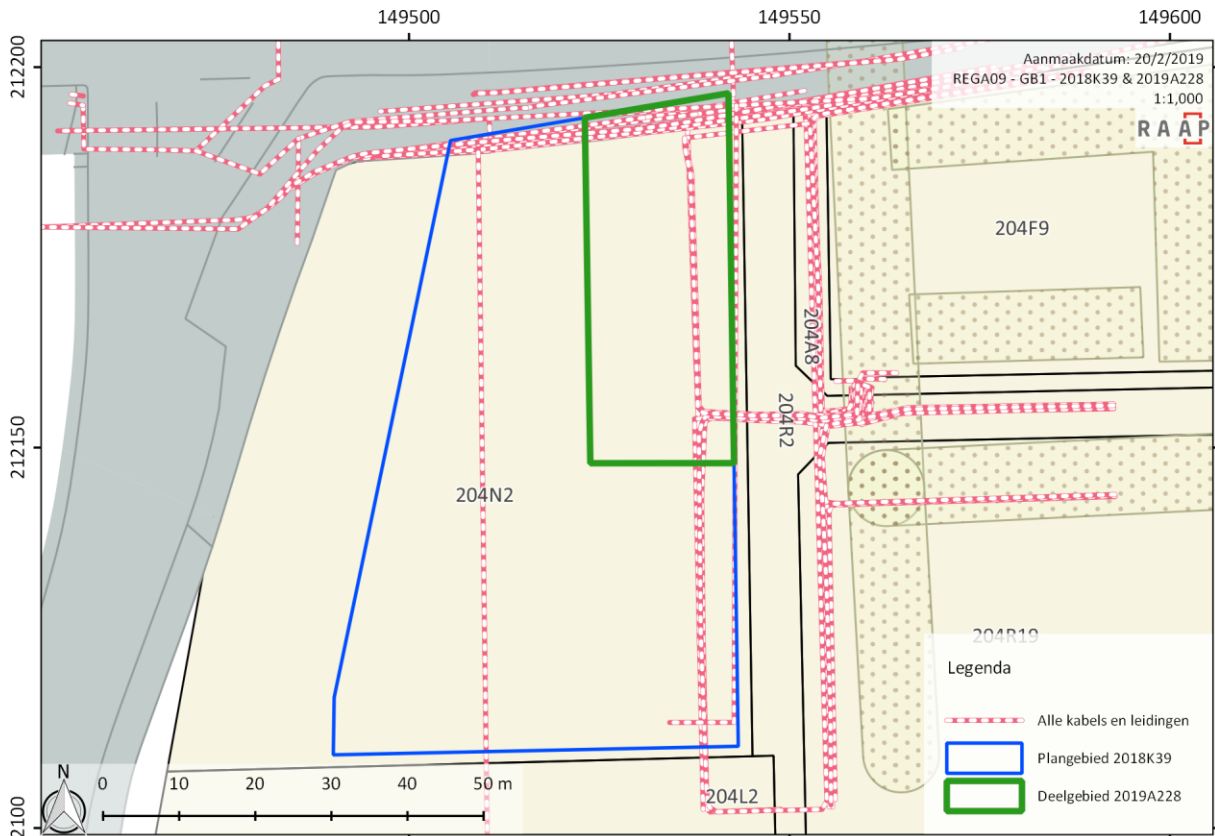 149500
149550
149600
212200
212150
212100
Aanmaakdatum: 20/2/2019
REGA09 - GB1 - 2018K39 & 2019A228
1:1,000
RAAP
204F9
204A8
204R2
204N2
204R19
204L2
Legenda
Alle kabels en leidingen
Plangebied 2018K39
Deelgebied 2019A228
N
0 10 20 30 40 50 m